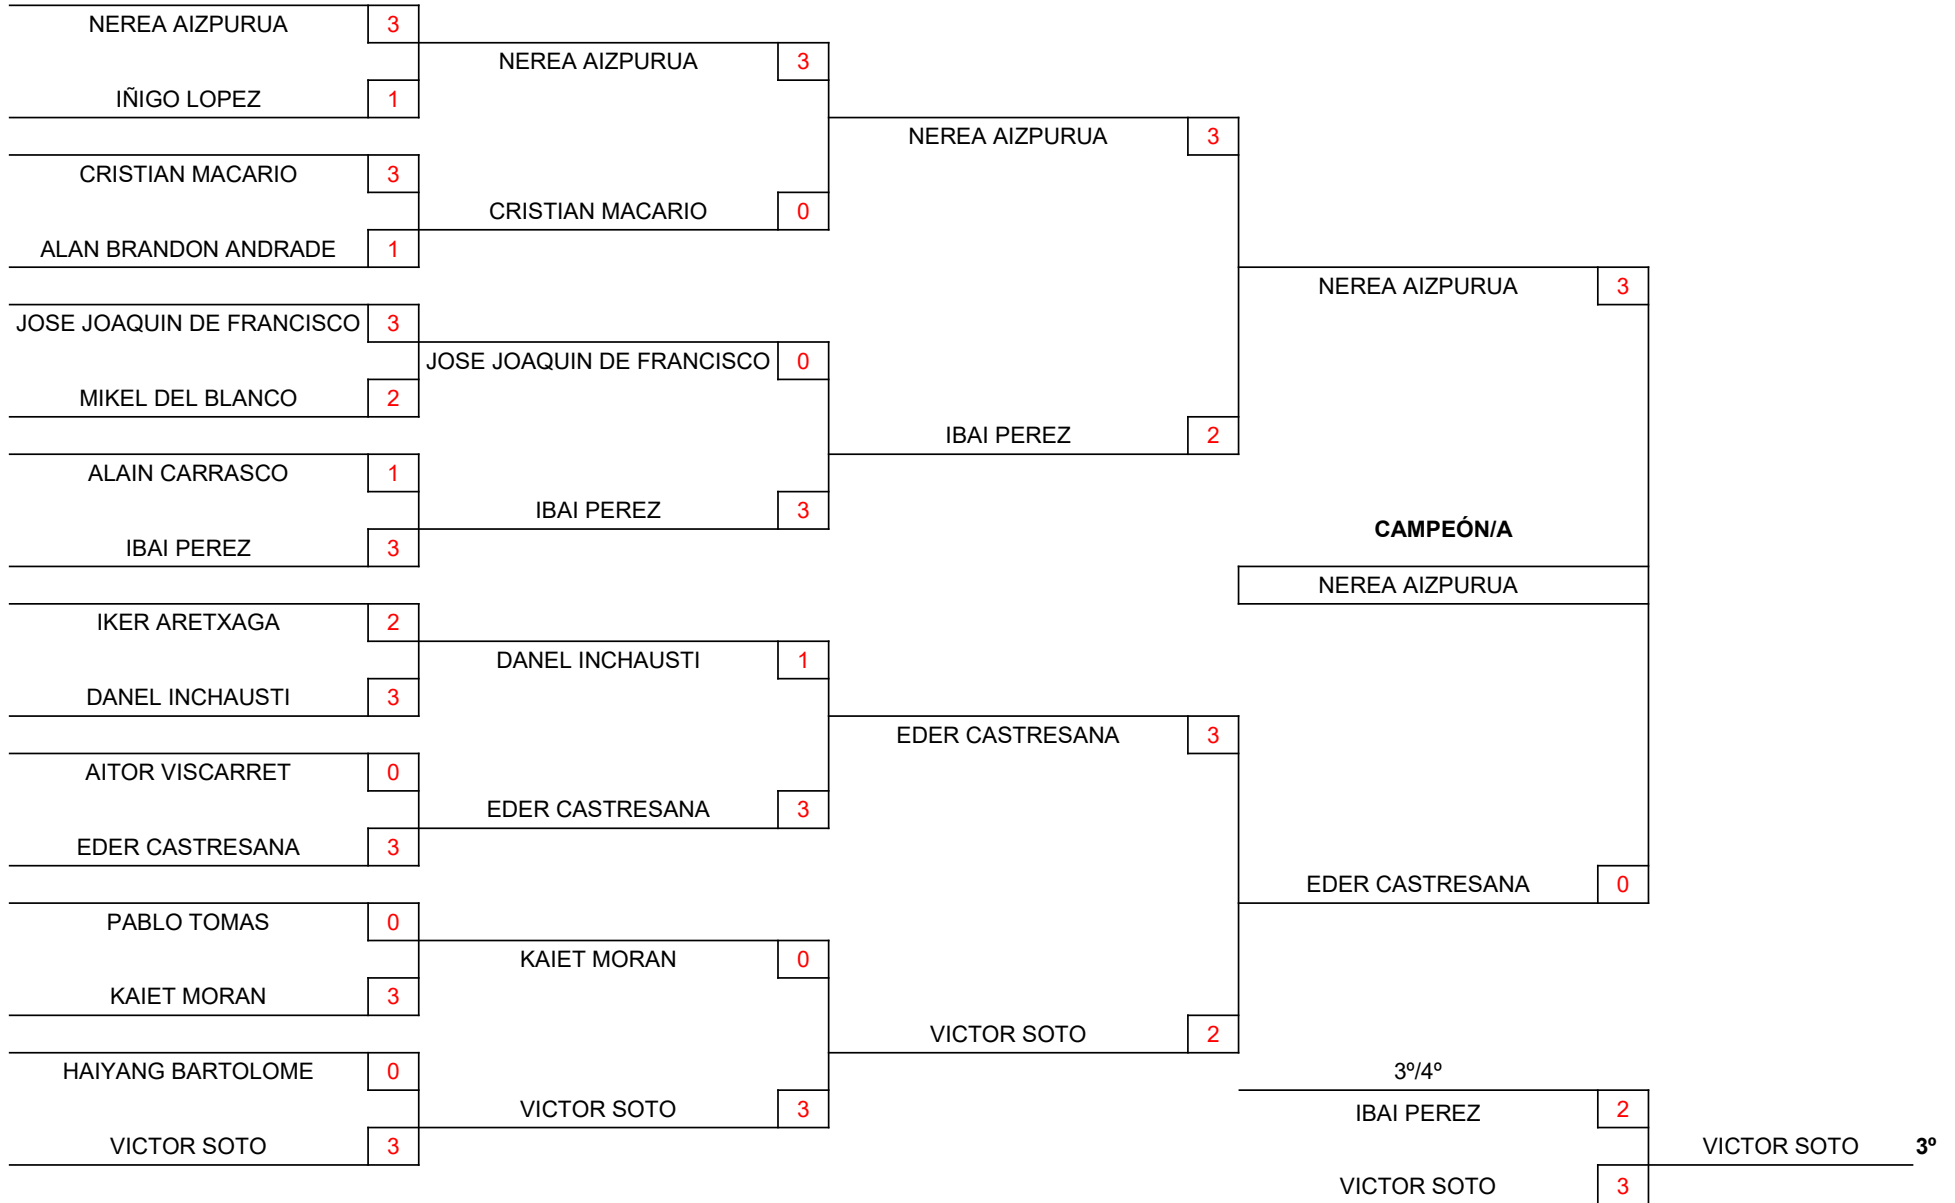 NEREA AIZPURUA 3
NEREA AIZPURUA 3
IÑIGO LOPEZ 1
NEREA AIZPURUA 3
CRISTIAN MACARIO 3
CRISTIAN MACARIO 0
ALAN BRANDON ANDRADE 1
NEREA AIZPURUA 3
JOSE JOAQUIN DE FRANCISCO 3
JOSE JOAQUIN DE FRANCISCO 0
MIKEL DEL BLANCO 2
IBAI PEREZ 2
ALAIN CARRASCO 1
IBAI PEREZ 3
CAMPEÓN/A
IBAI PEREZ 3
NEREA AIZPURUA
IKER ARETXAGA 2
DANEL INCHAUSTI 1
DANEL INCHAUSTI 3
EDER CASTRESANA 3
AITOR VISCARRET 0
EDER CASTRESANA 3
EDER CASTRESANA 3
EDER CASTRESANA 0
PABLO TOMAS 0
KAIET MORAN 0
KAIET MORAN 3
VICTOR SOTO 2
HAIYANG BARTOLOME 0
3º/4º
VICTOR SOTO 3
IBAI PEREZ 2
VICTOR SOTO 3
VICTOR SOTO 3º
VICTOR SOTO 3